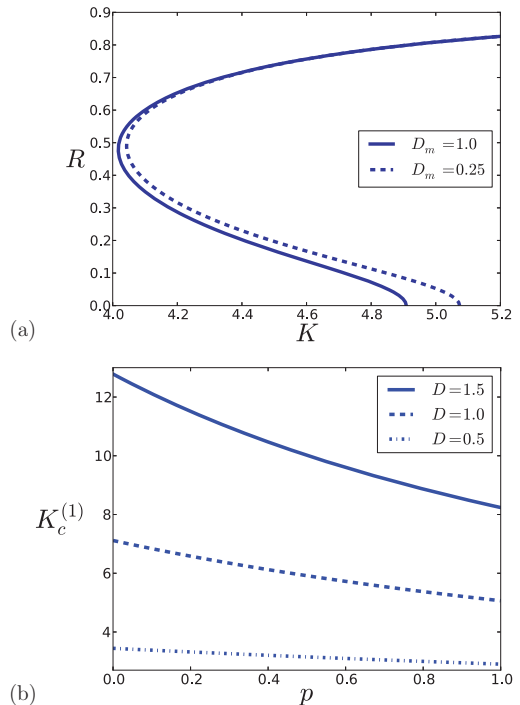 0.9
0.8
0.7
0.6
0.5
0.4
0.3
0.2
0.1
0.0
R
D_m = 1.0
D_m = 0.25
4.0 4.2 4.4 4.6 4.8 5.0 5.2
K
(a)
12
10
8
6
4
K_c^{(1)}
D = 1.5
D = 1.0
D = 0.5
0.0 0.2 0.4 0.6 0.8 1.0
p
(b)